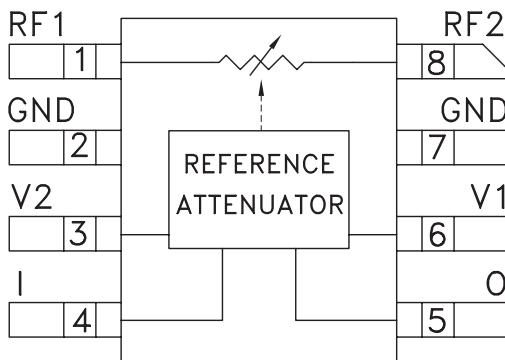 RF1
RF2
1
8
GND
GND
2
7
REFERENCE
ATTENUATOR
V2
V1
3
6
I
O
4
5